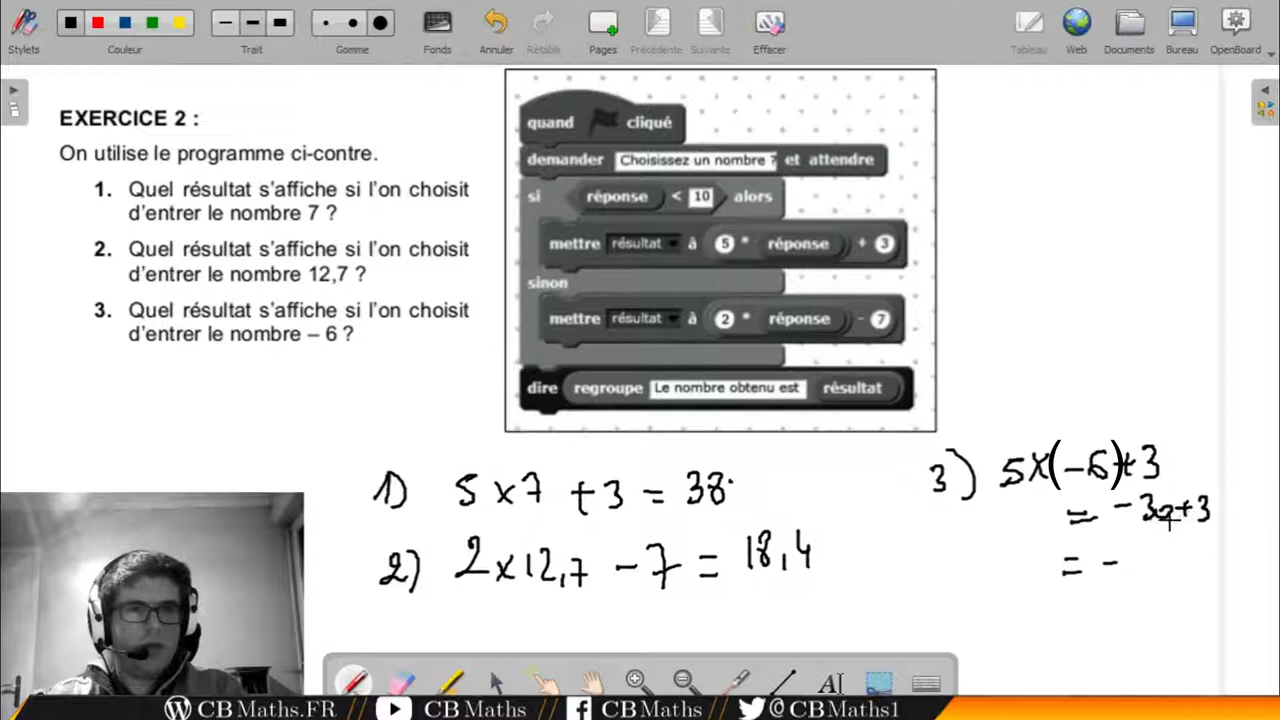 Stylets Couleur Trait Gomme Fonds Annuler Rétablir Pages Précédente Suivante Effacer Tableau Web Documents Bureau OpenBoard
EXERCICE 2 :
On utilise le programme ci-contre.
1. Quel résultat s'affiche si l'on choisit
d'entrer le nombre 7 ?
2. Quel résultat s'affiche si l'on choisit
d'entrer le nombre 12,7 ?
3. Quel résultat s'affiche si l'on choisit
d'entrer le nombre – 6 ?
quand cliqué
demander Choisissez un nombre ? et attendre
si réponse < 10 alors
mettre résultat à 5 * réponse + 3
sinon
mettre résultat à 2 * réponse - 7
dire regroupe Le nombre obtenu est résultat
1) 5 x 7 + 3 = 38.
2) 2 x 12,7 - 7 = 18,4
3) 5 x (-6) + 3
= -30 + 3
= -
AI
CBMaths.FR CBMaths CBMaths @CBMaths1